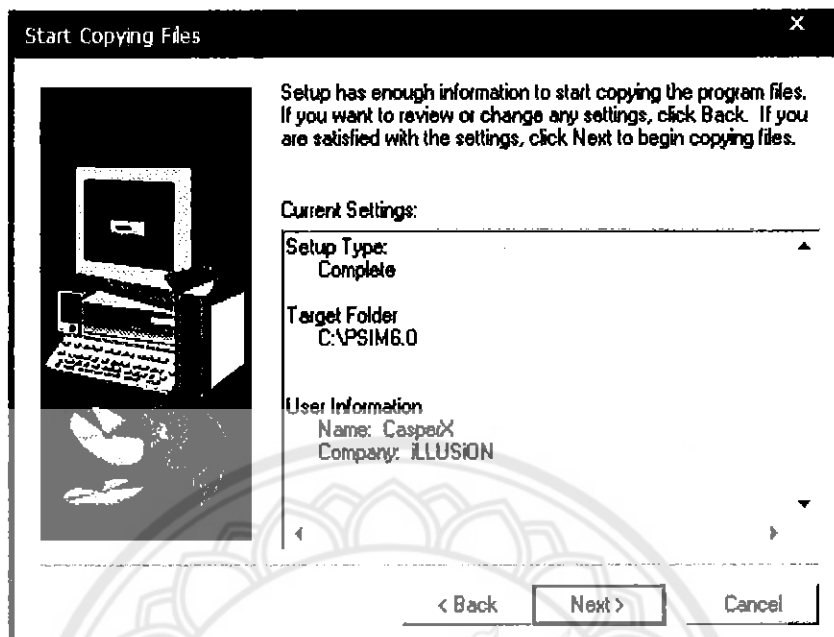 Start Copying Files
X
Setup has enough information to start copying the program files.
If you want to review or change any settings, click Back. If you
are satisfied with the settings, click Next to begin copying files.
Current Settings:
Setup Type:
Complete
Target Folder
C:\PSIM6.0
User Information
Name: CasperX
Company: iLLUSiON
< Back
Next >
Cancel